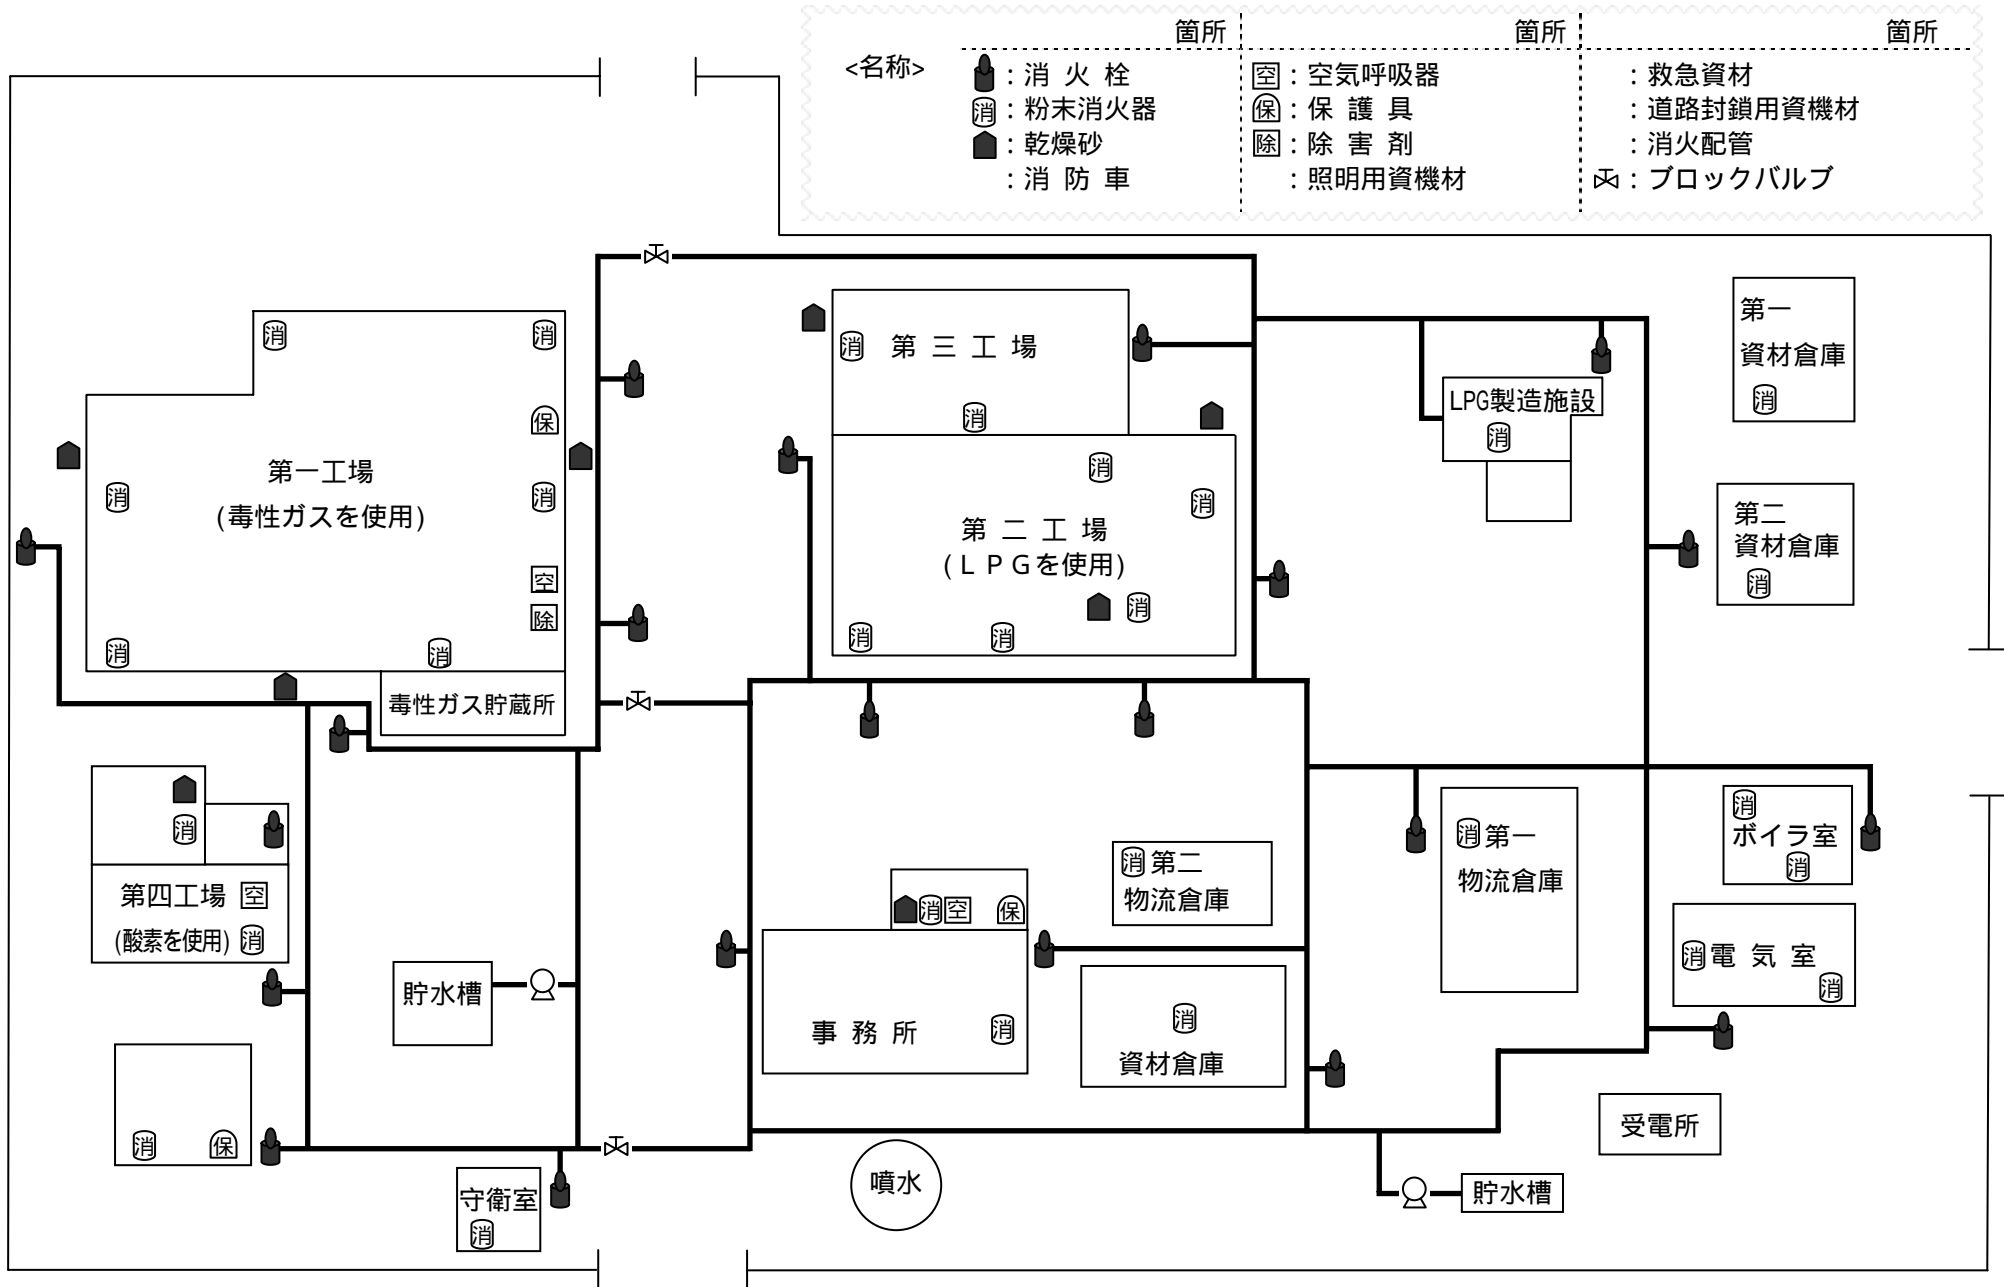 箇所 箇所 箇所
<名称>
：消 火 栓
空：空気呼吸器
：救急資材
消：粉末消火器
保：保 護 具
：道路封鎖用資機材
：乾燥砂
除：除 害 剤
：消火配管
：消 防 車
：照明用資機材
：ブロックバルブ
消 消
保
第一工場
(毒性ガスを使用)
消 消
空
除
消 消
毒性ガス貯蔵所
消 第 三 工 場
消
消
消
第 二 工 場
(ＬＰＧを使用)
消
消 消
LPG製造施設
消
第一
資材倉庫
消
第二
資材倉庫
消
消
第四工場 空
(酸素を使用) 消
貯水槽
消 保
守衛室
消
消空 保
事 務 所 消
消 第二
物流倉庫
消
資材倉庫
消 第一
物流倉庫
消
ボイラ室
消
消 電 気 室
消
受電所
噴水
貯水槽